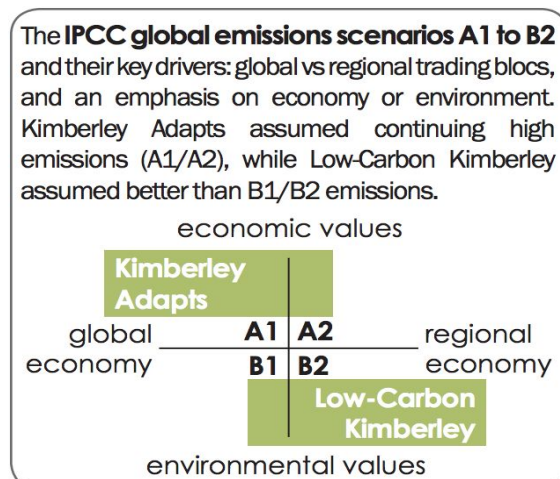 The IPCC global emissions scenarios A1 to B2
and their key drivers: global vs regional trading blocs,
and an emphasis on economy or environment.
Kimberley Adapts assumed continuing high
emissions (A1/A2), while Low-Carbon Kimberley
assumed better than B1/B2 emissions.
economic values
Kimberley
Adapts
global A1 A2 regional
economy B1 B2 economy
Low-Carbon
Kimberley
environmental values